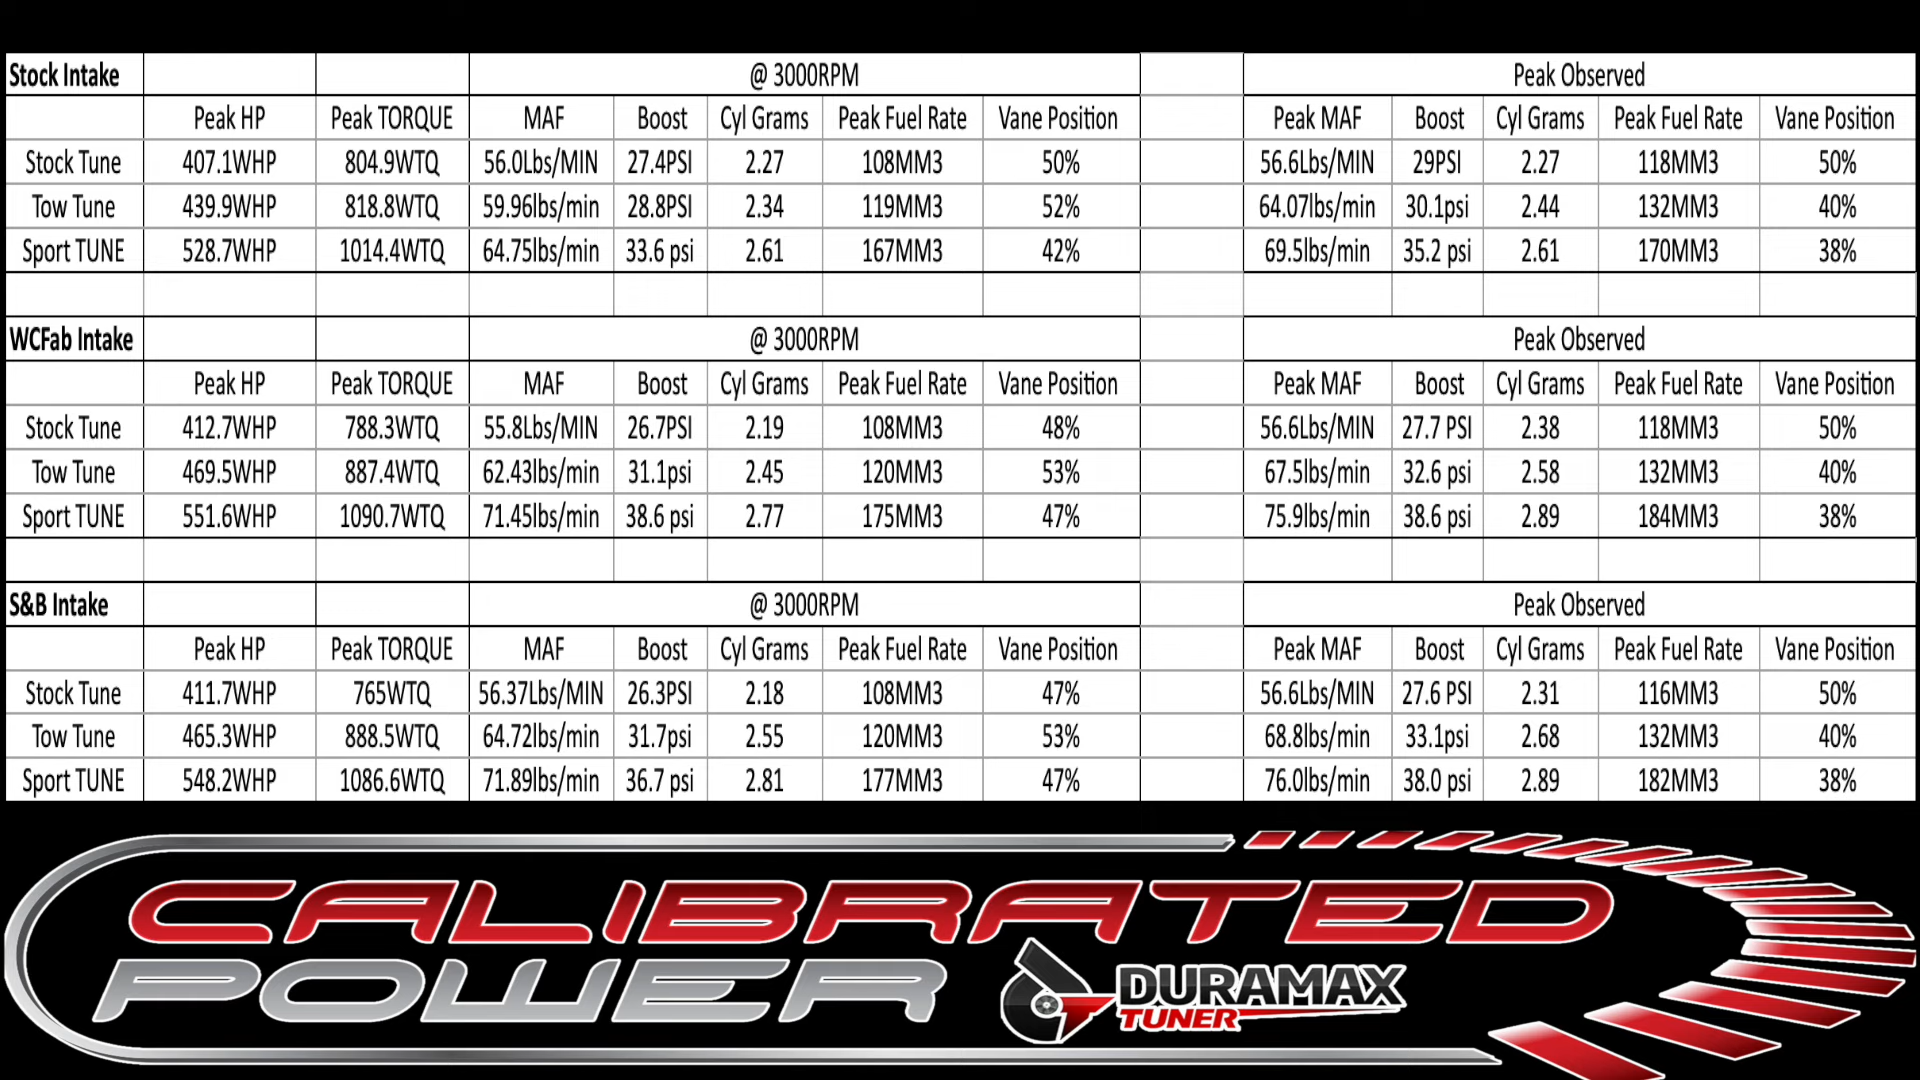 Stock Intake @ 3000RPM Peak Observed
Peak HP Peak TORQUE MAF Boost Cyl Grams Peak Fuel Rate Vane Position Peak MAF Boost Cyl Grams Peak Fuel Rate Vane Position
Stock Tune 407.1WHP 804.9WTQ 56.0Lbs/MIN 27.4PSI 2.27 108MM3 50% 56.6Lbs/MIN 29PSI 2.27 118MM3 50%
Tow Tune 439.9WHP 818.8WTQ 59.96lbs/min 28.8PSI 2.34 119MM3 52% 64.07lbs/min 30.1psi 2.44 132MM3 40%
Sport TUNE 528.7WHP 1014.4WTQ 64.75lbs/min 33.6 psi 2.61 167MM3 42% 69.5lbs/min 35.2 psi 2.61 170MM3 38%
WCFab Intake @ 3000RPM Peak Observed
Peak HP Peak TORQUE MAF Boost Cyl Grams Peak Fuel Rate Vane Position Peak MAF Boost Cyl Grams Peak Fuel Rate Vane Position
Stock Tune 412.7WHP 788.3WTQ 55.8Lbs/MIN 26.7PSI 2.19 108MM3 48% 56.6Lbs/MIN 27.7 PSI 2.38 118MM3 50%
Tow Tune 469.5WHP 887.4WTQ 62.43lbs/min 31.1psi 2.45 120MM3 53% 67.5lbs/min 32.6 psi 2.58 132MM3 40%
Sport TUNE 551.6WHP 1090.7WTQ 71.45lbs/min 38.6 psi 2.77 175MM3 47% 75.9lbs/min 38.6 psi 2.89 184MM3 38%
S&B Intake @ 3000RPM Peak Observed
Peak HP Peak TORQUE MAF Boost Cyl Grams Peak Fuel Rate Vane Position Peak MAF Boost Cyl Grams Peak Fuel Rate Vane Position
Stock Tune 411.7WHP 765WTQ 56.37Lbs/MIN 26.3PSI 2.18 108MM3 47% 56.6Lbs/MIN 27.6 PSI 2.31 116MM3 50%
Tow Tune 465.3WHP 888.5WTQ 64.72lbs/min 31.7psi 2.55 120MM3 53% 68.8lbs/min 33.1psi 2.68 132MM3 40%
Sport TUNE 548.2WHP 1086.6WTQ 71.89lbs/min 36.7 psi 2.81 177MM3 47% 76.0lbs/min 38.0 psi 2.89 182MM3 38%
CALIBRATED
POWER
DURAMAX
TUNER